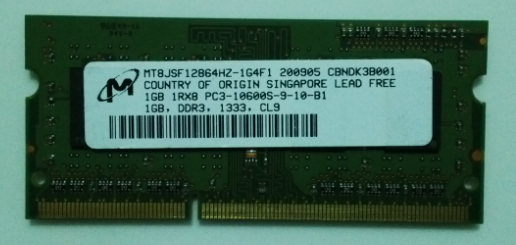 MT8JSF12864HZ-1G4F1 200905 CBNDK3B001
COUNTRY OF ORIGIN SINGAPORE LEAD FREE
1GB 1RX8 PC3-10600S-9-10-B1
1GB, DDR3, 1333, CL9